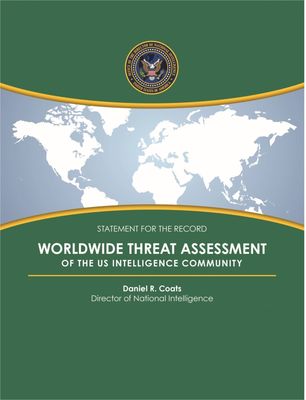 STATEMENT FOR THE RECORD
WORLDWIDE THREAT ASSESSMENT
OF THE US INTELLIGENCE COMMUNITY
Daniel R. Coats
Director of National Intelligence